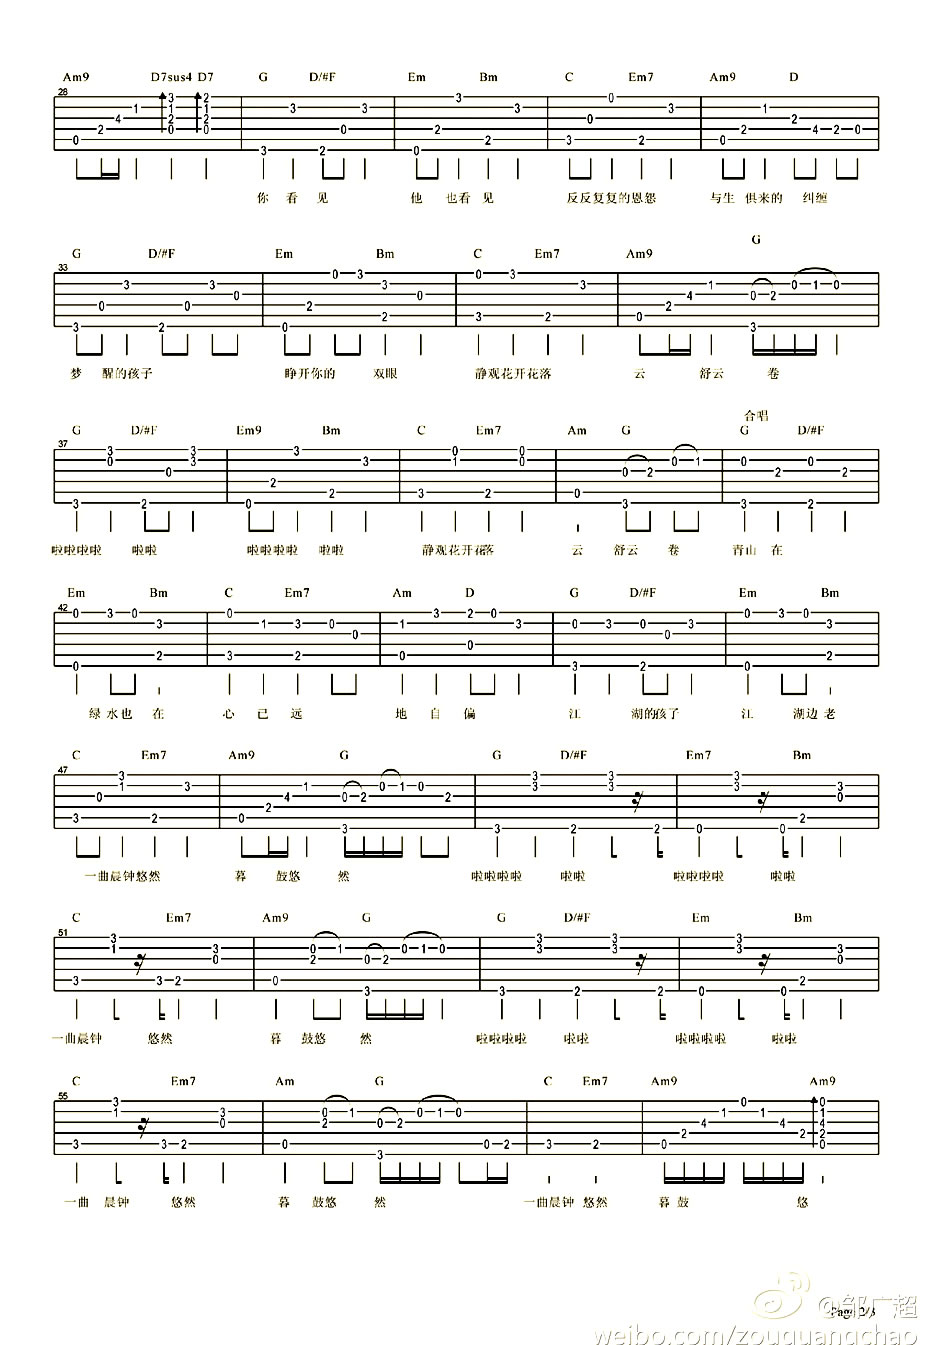 Am9 D7sus4 D7 G D/#F Em Bm C Em7 Am9 D
28
你 看 见 他 也看 见 反反复复的恩怨 与生 俱来的 纠缠
G
G D/#F Em Bm C Em7 Am9
33
梦 醒的孩子 睁开你的 双眼 静观花开花落 云 舒云 卷
合唱
G D/#F Em9 Bm C Em7 Am G G D/#F
37
啦啦啦啦 啦啦 啦啦啦啦 啦啦 静观花开花落 云 舒云 卷 青山 在
Em Bm C Em7 Am D G D/#F Em Bm
42
绿 水也 在 心 已 远 地 自 偏 江 湖的孩子 江 湖边 老
C Em7 Am9 G G D/#F Em7 Bm
47
一曲晨钟悠然 暮 鼓悠 然 啦啦啦啦 啦啦 啦啦啦啦 啦啦
C Em7 Am9 G G D/#F Em Bm
51
一曲晨钟 悠然 暮 鼓悠 然 啦啦啦啦 啦啦 啦啦啦啦 啦啦
C Em7 Am G C Em7 Am9 Am9
55
一曲 晨钟 悠然 暮 鼓悠 然 一曲晨钟 悠然 暮 鼓 悠
@邹广超
Page 2/3
weibo.com/zouguangchao